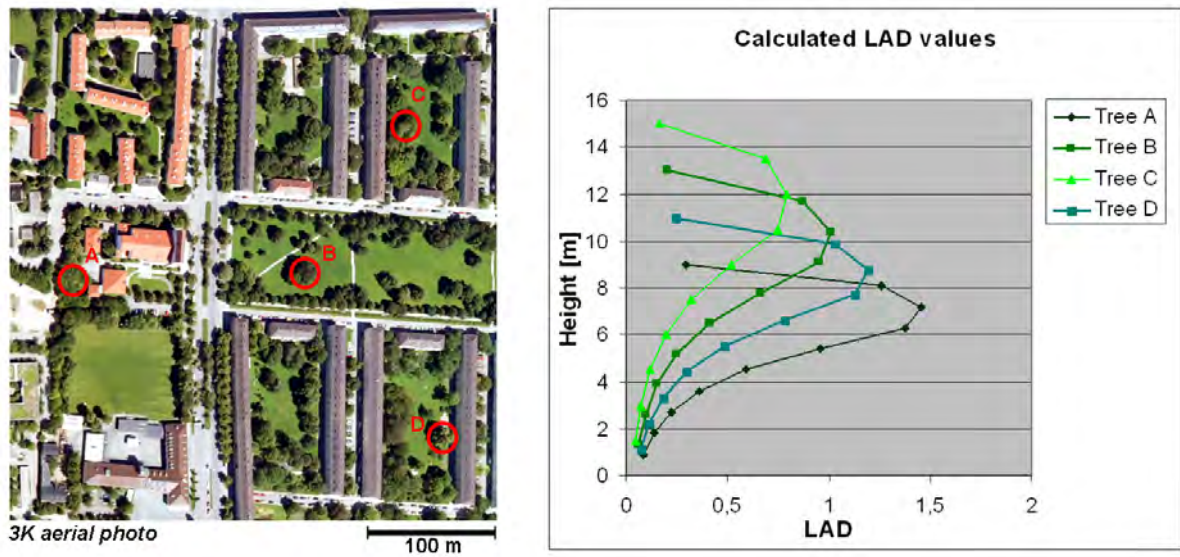 C
B
A
D
3K aerial photo
100 m
Calculated LAD values
Height [m]
16
14
12
10
8
6
4
2
0
0 0,5 1 1,5 2
LAD
Tree A
Tree B
Tree C
Tree D